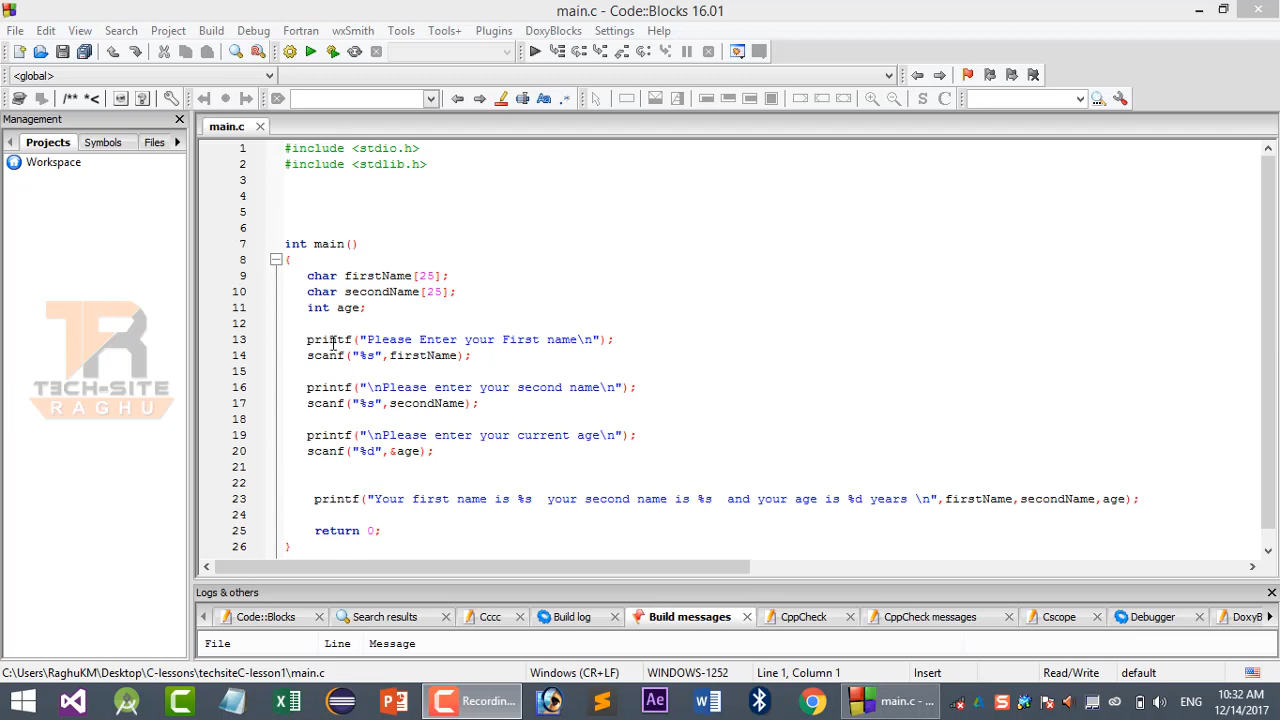 main.c - Code::Blocks 16.01
File Edit View Search Project Build Debug Fortran wxSmith Tools Tools+ Plugins DoxyBlocks Settings Help
<global>
/** *<
S C
Management
main.c
Projects Symbols Files
Workspace
1 #include <stdio.h>
2 #include <stdlib.h>
3
4
5
6
7 int main()
8 {
9 char firstName[25];
10 char secondName[25];
11 int age;
12
13 printf("Please Enter your First name\n");
14 scanf("%s",firstName);
15
16 printf("\nPlease enter your second name\n");
17 scanf("%s",secondName);
18
19 printf("\nPlease enter your current age\n");
20 scanf("%d",&age);
21
22
23 printf("Your first name is %s  your second name is %s  and your age is %d years \n",firstName,secondName,age);
24
25 return 0;
26 }
TR
TECH-SITE
RAGHU
Logs & others
Code::Blocks Search results Cccc Build log Build messages CppCheck CppCheck messages Cscope Debugger DoxyB
File Line Message
C:\Users\RaghuKM\Desktop\C-lessons\techsiteC-lesson1\main.c Windows (CR+LF) WINDOWS-1252 Line 1, Column 1 Insert Read/Write default
Recordin... Ae main.c - ... ENG 10:32 AM
12/14/2017